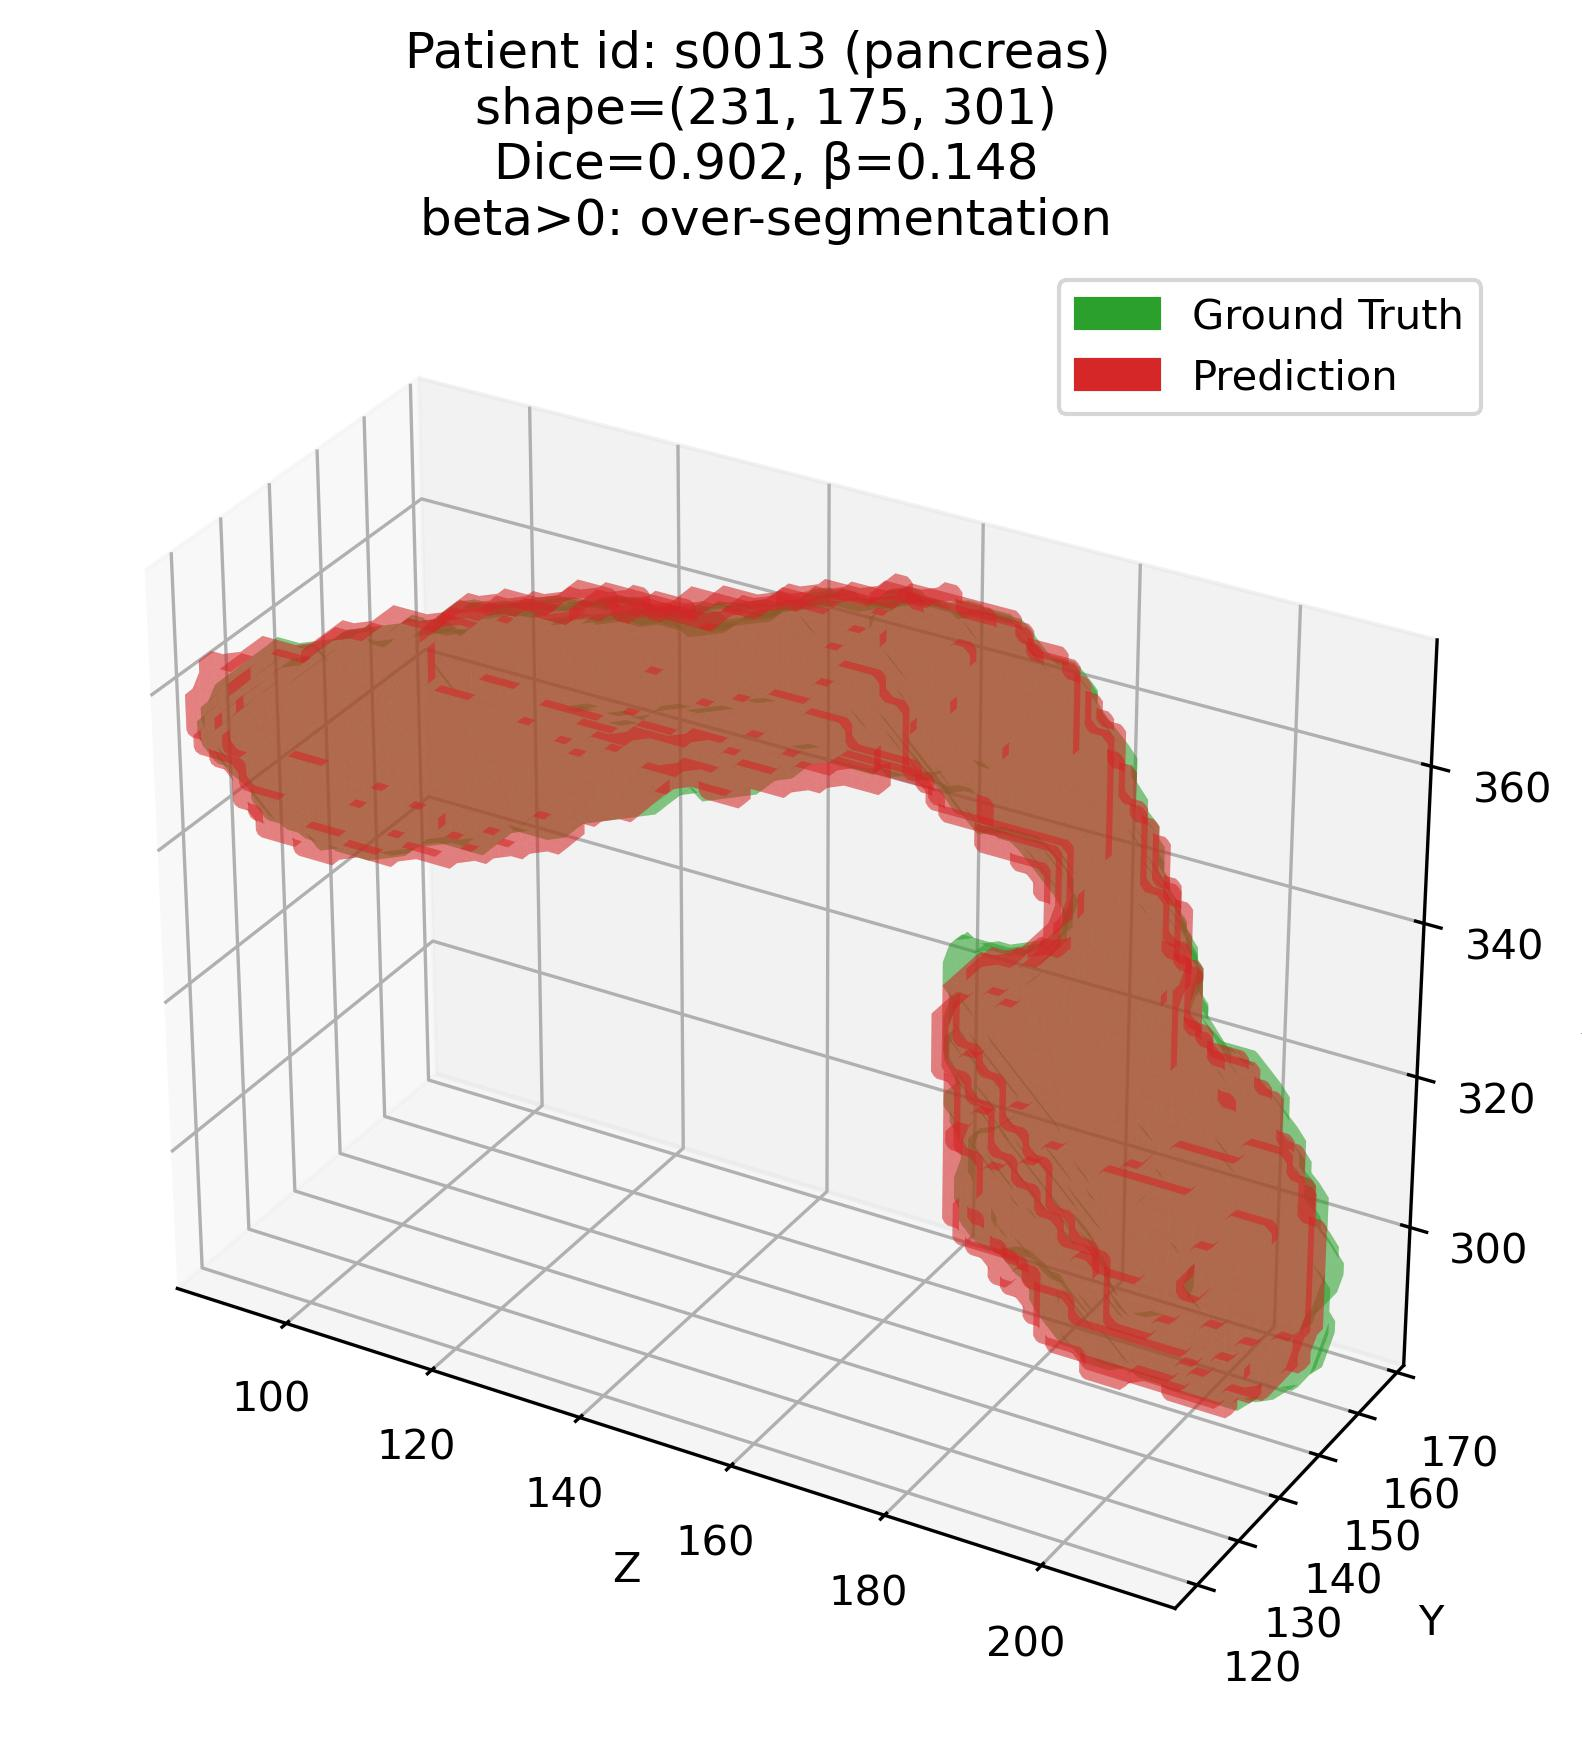 Patient id: s0013 (pancreas)
shape=(231, 175, 301)
Dice=0.902, β=0.148
beta>0: over-segmentation
Ground Truth
Prediction
360
340
320
300
100
120
140
160
180
200
Z
170
160
150
140
130
120
Y